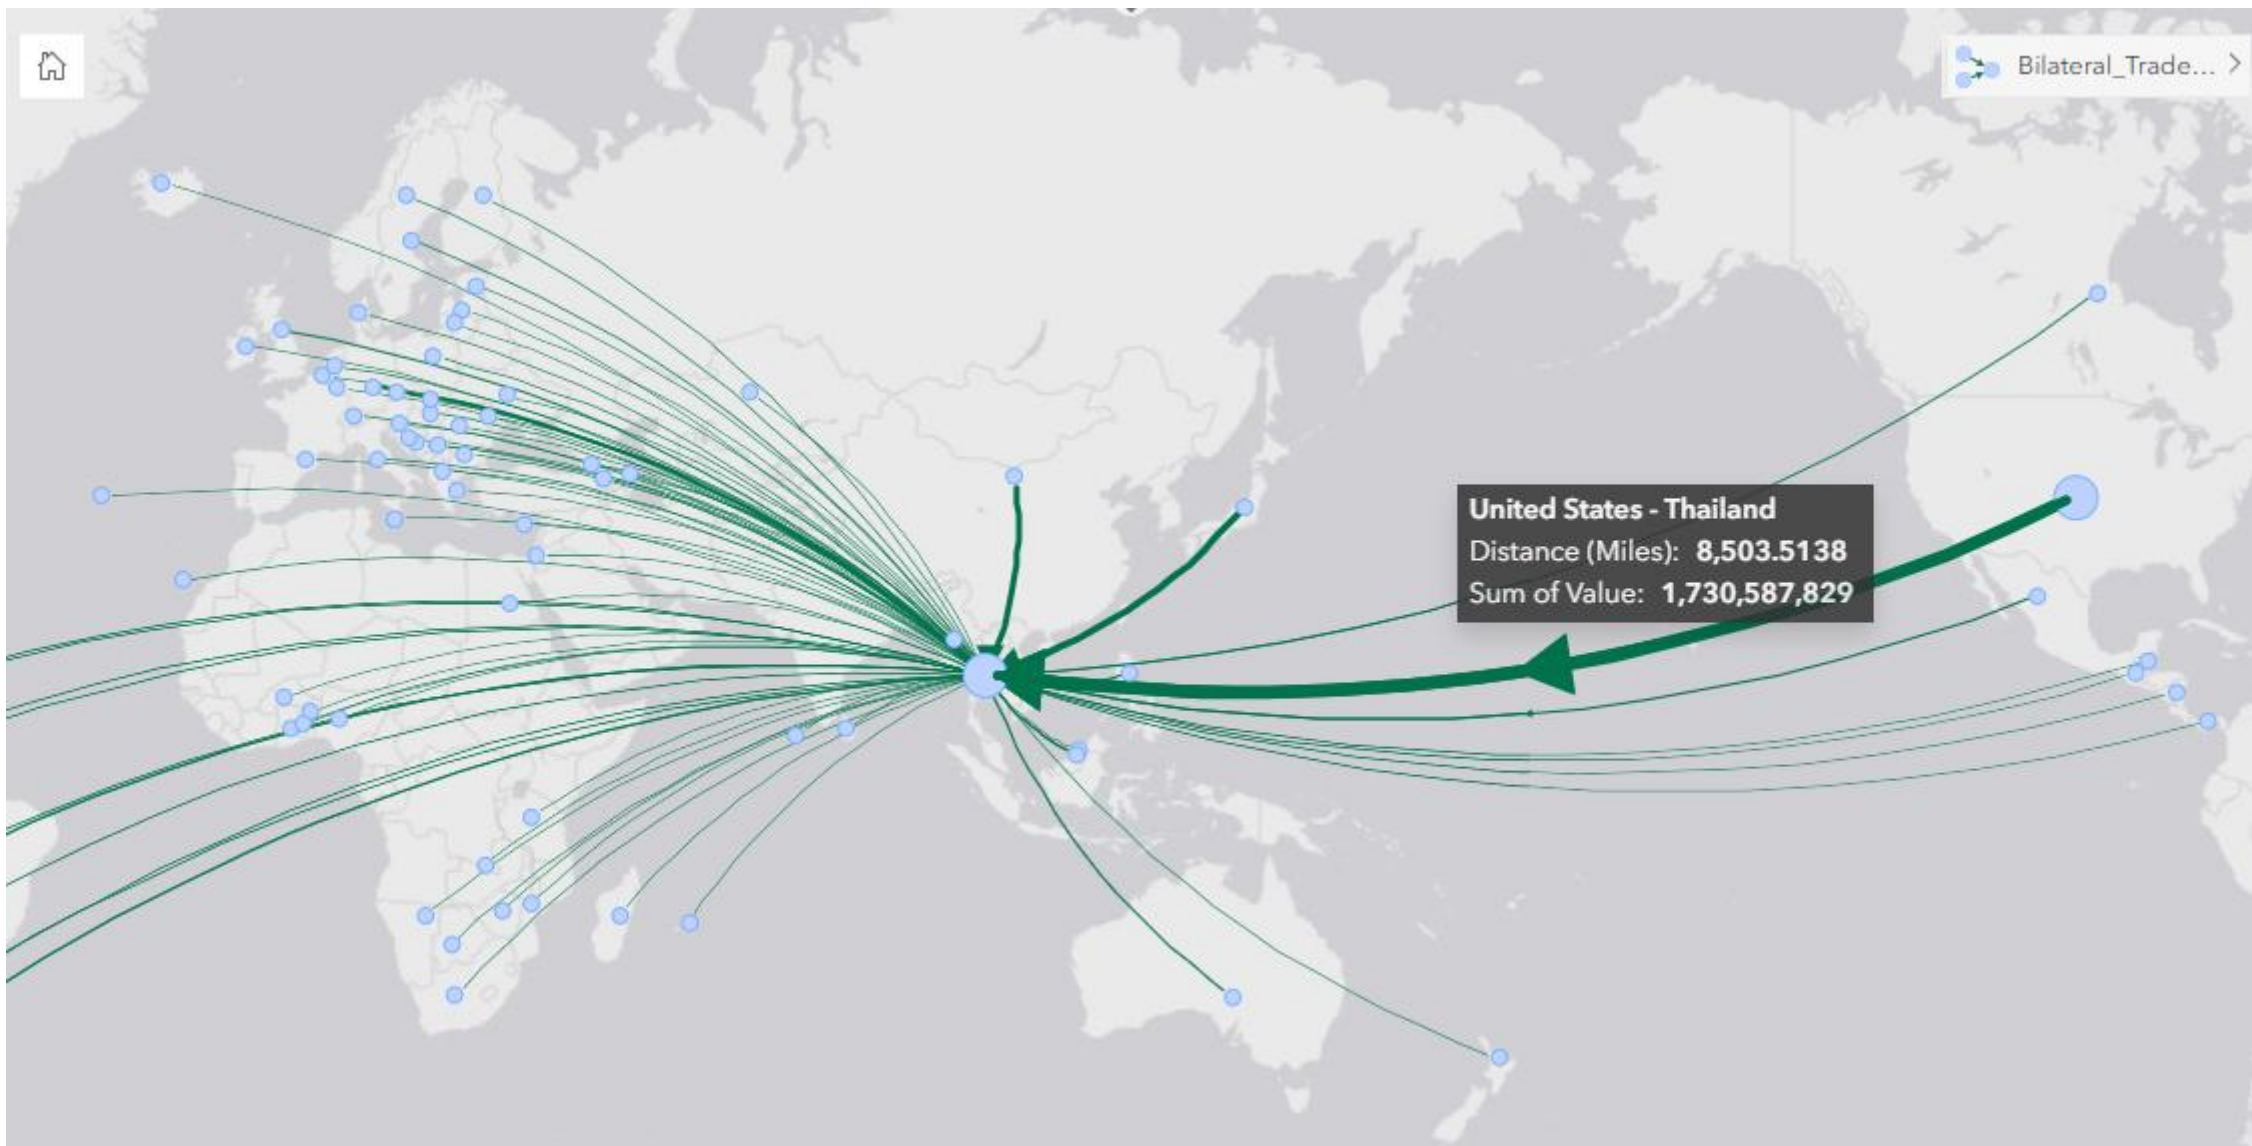 Bilateral_Trade...
United States - Thailand
Distance (Miles): 8,503.5138
Sum of Value: 1,730,587,829